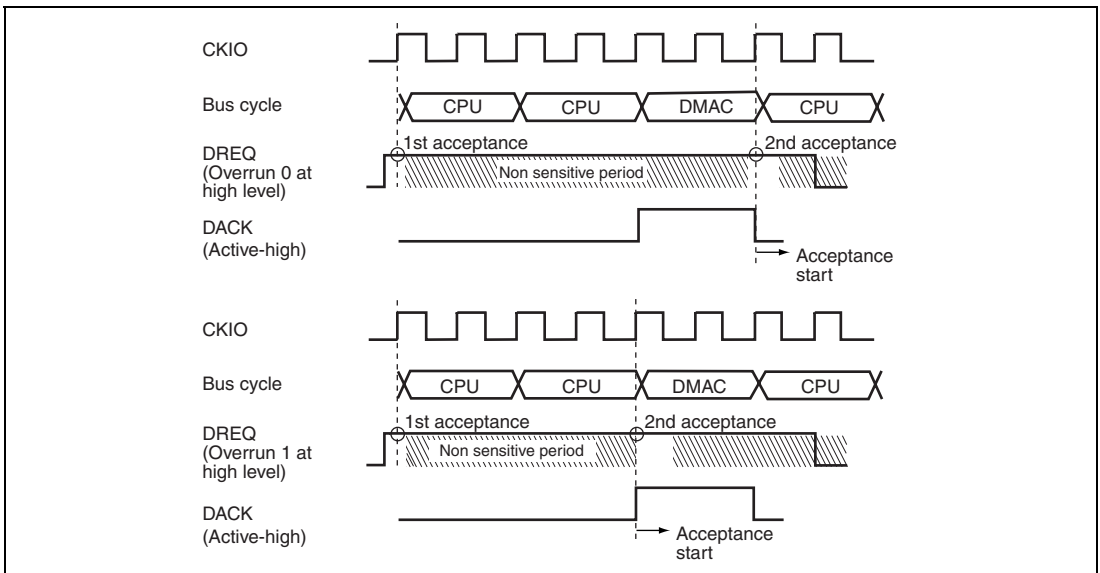 CKIO
Bus cycle
CPU CPU DMAC CPU
1st acceptance 2nd acceptance
DREQ
(Overrun 0 at
high level)
Non sensitive period
DACK
(Active-high)
Acceptance
start
CKIO
Bus cycle
CPU CPU DMAC CPU
1st acceptance 2nd acceptance
DREQ
(Overrun 1 at
high level)
Non sensitive period
DACK
(Active-high)
Acceptance
start